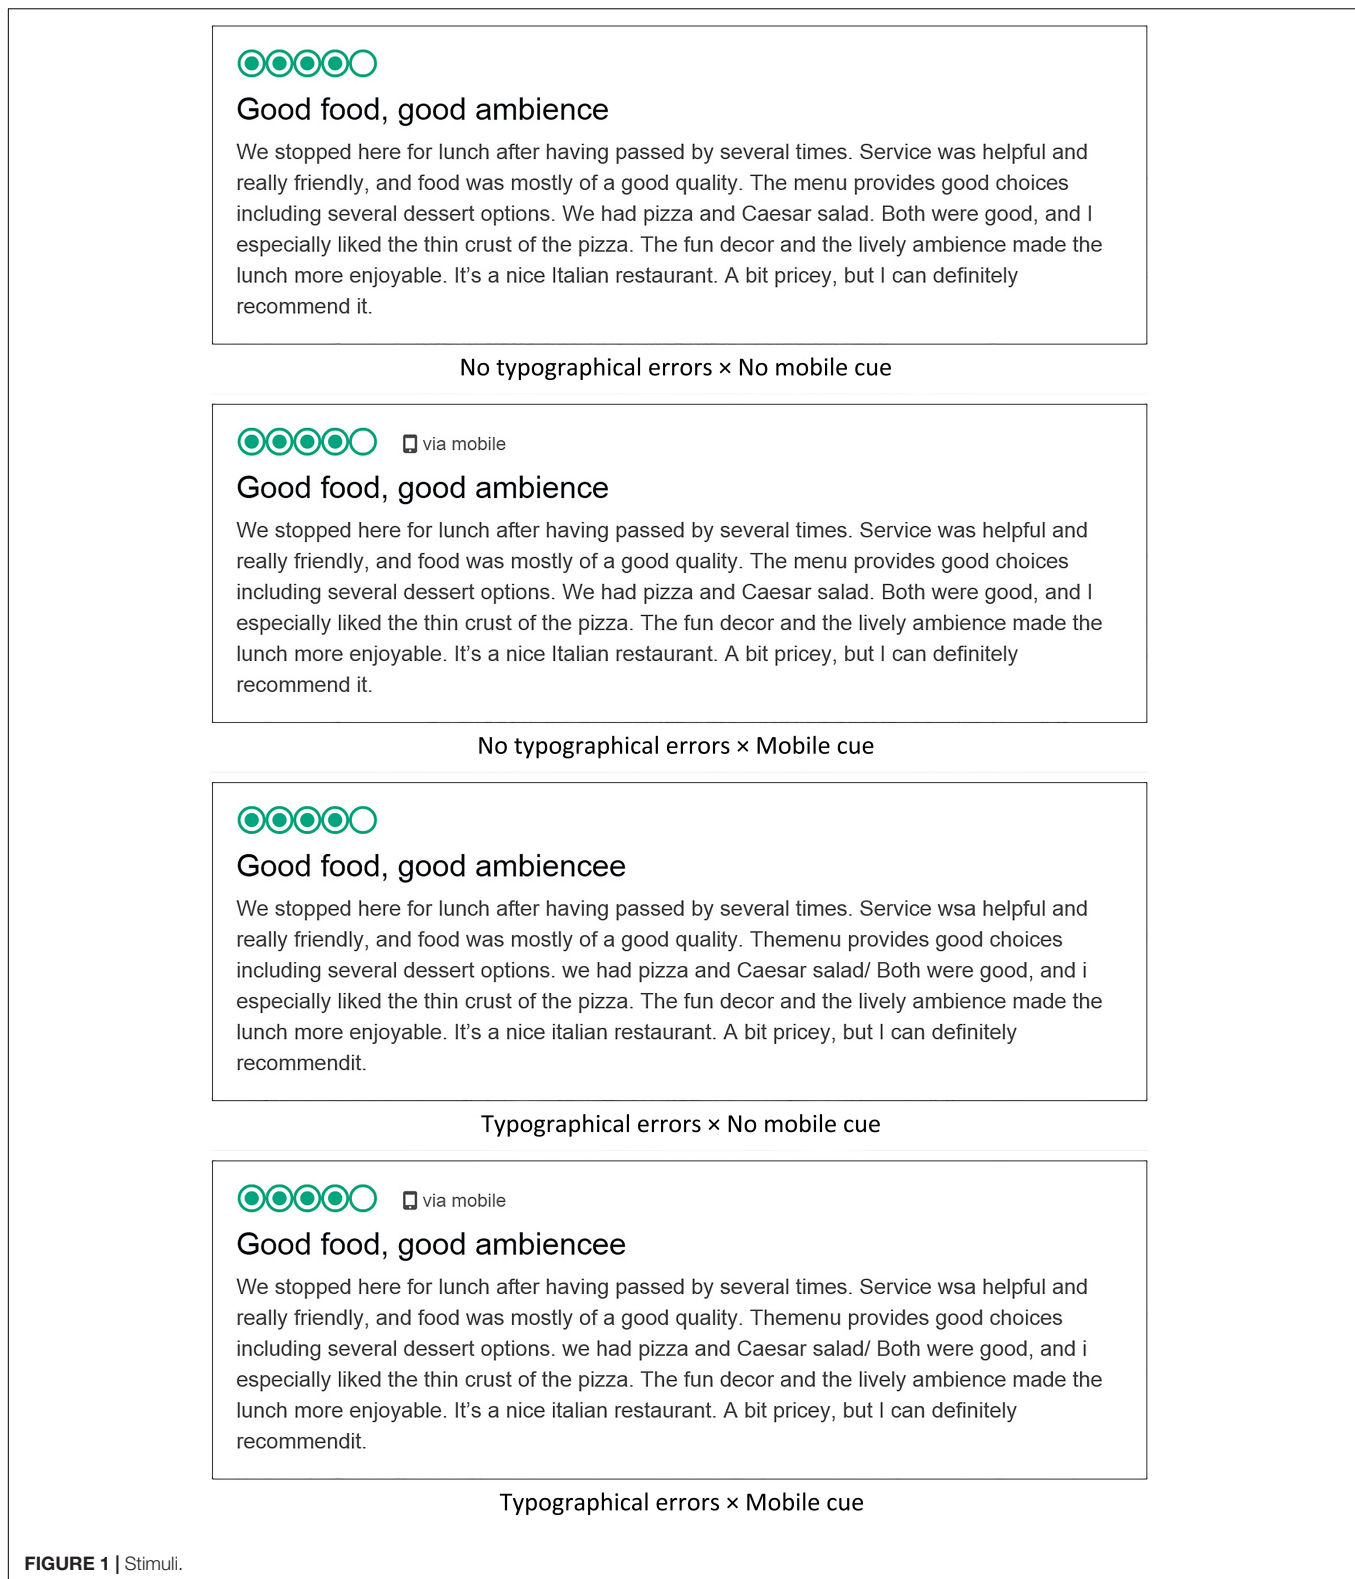 Good food, good ambience
We stopped here for lunch after having passed by several times. Service was helpful and
really friendly, and food was mostly of a good quality. The menu provides good choices
including several dessert options. We had pizza and Caesar salad. Both were good, and I
especially liked the thin crust of the pizza. The fun decor and the lively ambience made the
lunch more enjoyable. It’s a nice Italian restaurant. A bit pricey, but I can definitely
recommend it.
No typographical errors × No mobile cue
via mobile
Good food, good ambience
We stopped here for lunch after having passed by several times. Service was helpful and
really friendly, and food was mostly of a good quality. The menu provides good choices
including several dessert options. We had pizza and Caesar salad. Both were good, and I
especially liked the thin crust of the pizza. The fun decor and the lively ambience made the
lunch more enjoyable. It’s a nice Italian restaurant. A bit pricey, but I can definitely
recommend it.
No typographical errors × Mobile cue
Good food, good ambiencee
We stopped here for lunch after having passed by several times. Service wsa helpful and
really friendly, and food was mostly of a good quality. Themenu provides good choices
including several dessert options. we had pizza and Caesar salad/ Both were good, and i
especially liked the thin crust of the pizza. The fun decor and the lively ambience made the
lunch more enjoyable. It’s a nice italian restaurant. A bit pricey, but I can definitely
recommendit.
Typographical errors × No mobile cue
via mobile
Good food, good ambiencee
We stopped here for lunch after having passed by several times. Service wsa helpful and
really friendly, and food was mostly of a good quality. Themenu provides good choices
including several dessert options. we had pizza and Caesar salad/ Both were good, and i
especially liked the thin crust of the pizza. The fun decor and the lively ambience made the
lunch more enjoyable. It’s a nice italian restaurant. A bit pricey, but I can definitely
recommendit.
Typographical errors × Mobile cue
FIGURE 1 | Stimuli.